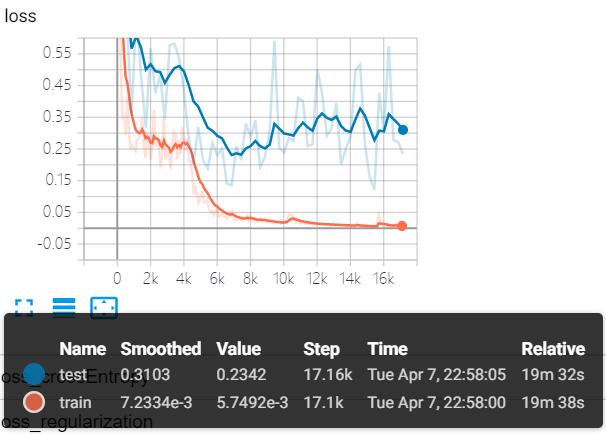 loss
0.55
0.45
0.35
0.25
0.15
0.05
-0.05
0 2k 4k 6k 8k 10k 12k 14k 16k
Name Smoothed Value Step Time Relative
test 0.3103 0.2342 17.16k Tue Apr 7, 22:58:05 19m 32s
oss_crossEntropy
train 7.2334e-3 5.7492e-3 17.1k Tue Apr 7, 22:58:00 19m 38s
oss_regularization